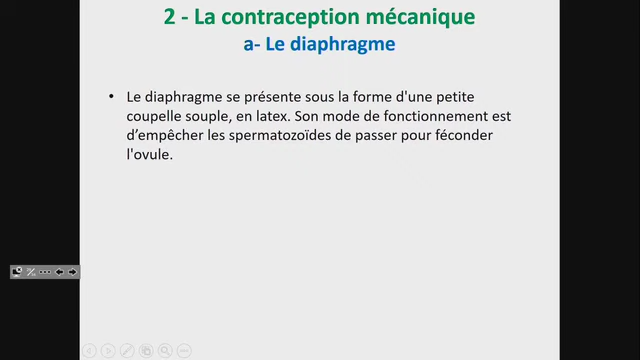 2 - La contraception mécanique
a- Le diaphragme
• Le diaphragme se présente sous la forme d'une petite
coupelle souple, en latex. Son mode de fonctionnement est
d’empêcher les spermatozoïdes de passer pour féconder
l'ovule.